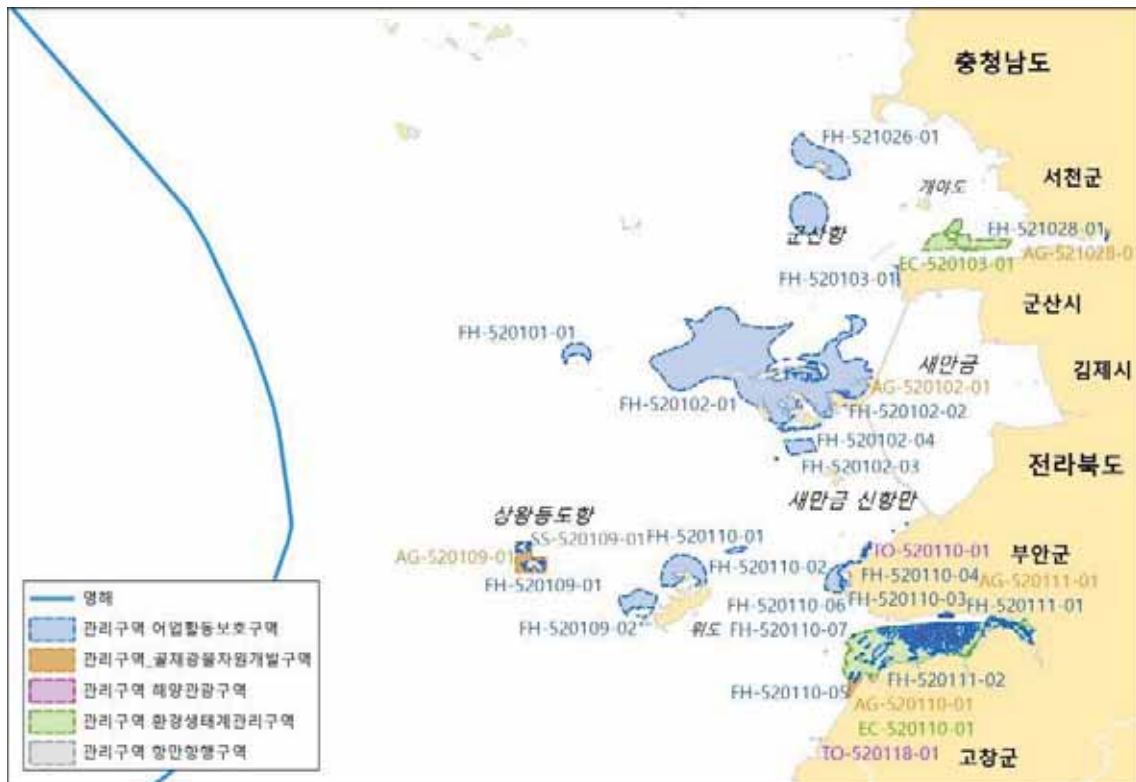 충청남도
FH-521026-01
서천군
개야도
FH-521028-01
군산항
AG-521028-0
EC-520103-01
FH-520103-01
군산시
FH-520101-01
새만금
김제시
AG-520102-01
FH-520102-01
FH-520102-02
FH-520102-04
FH-520102-03
전라북도
새만금 신항만
상왕등도항
SS-520109-01
FH-520110-01
AG-520109-01
TO-520110-01
부안군
FH-520110-02
FH-520109-01
FH-520110-04
AG-520111-01
FH-520110-06
FH-520110-03
FH-520111-01
FH-520109-02
위도
FH-520110-07
FH-520110-05
FH-520111-02
AG-520110-01
EC-520110-01
TO-520118-01
고창군
영해
관리구역 어업활동보호구역
관리구역_골재광물자원개발구역
관리구역 해양관광구역
관리구역 환경생태계관리구역
관리구역 항만항행구역